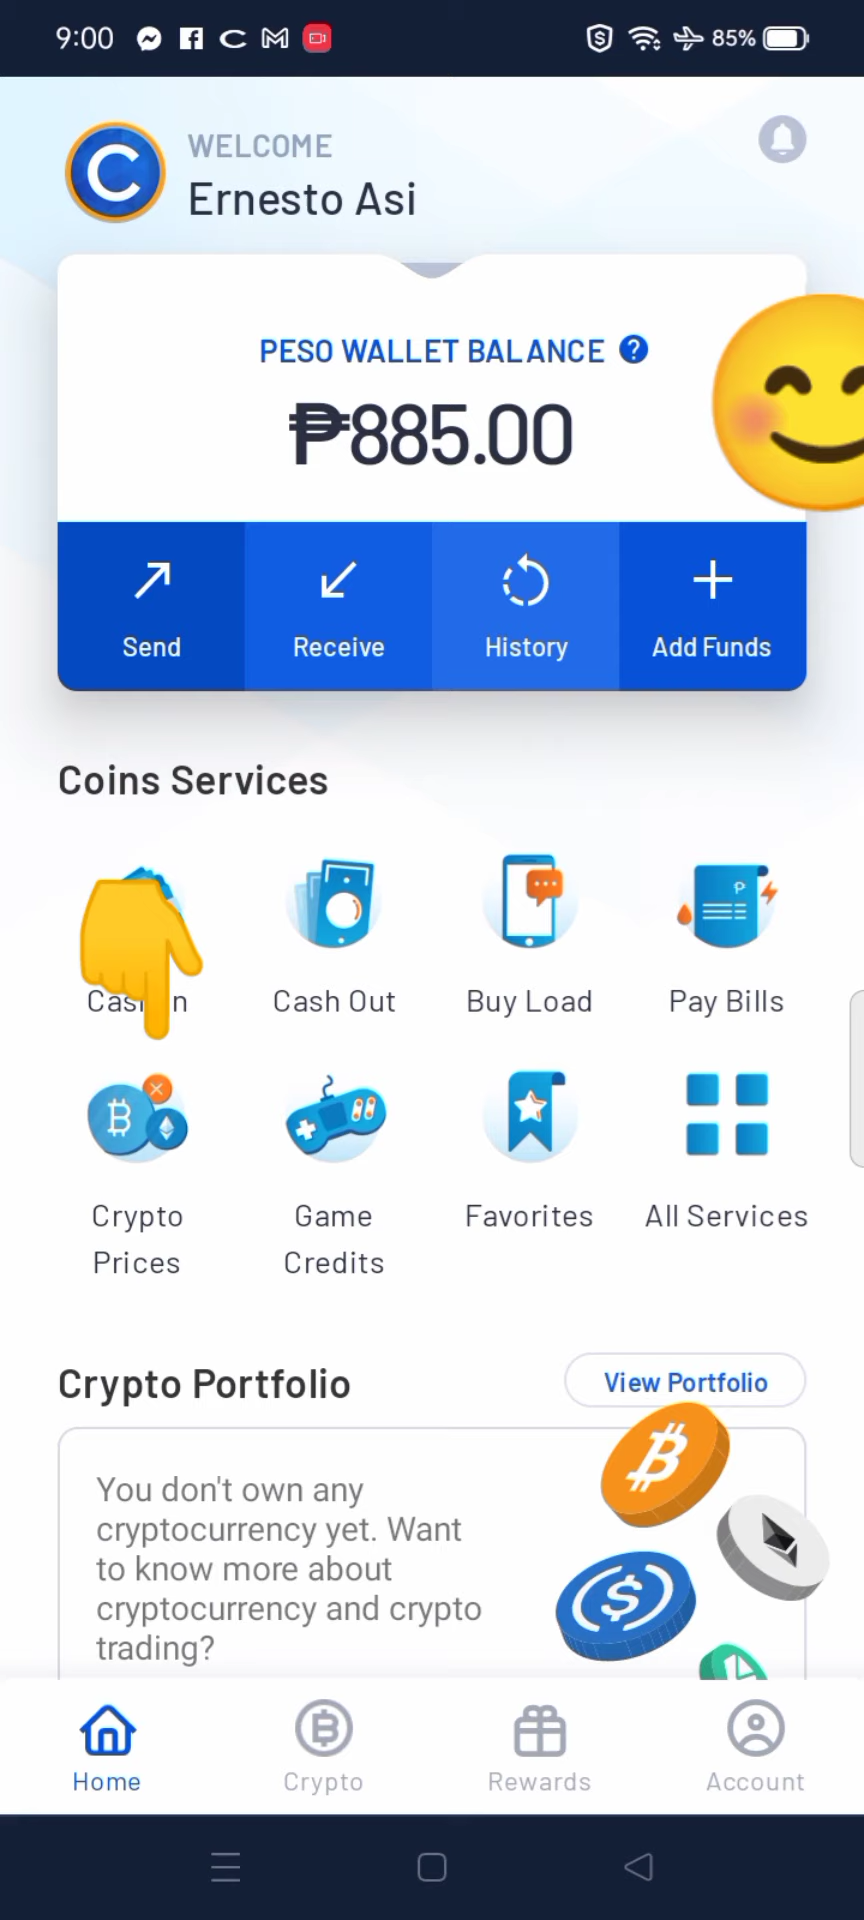 9:00 85%
WELCOME
Ernesto Asi
PESO WALLET BALANCE ?
₱885.00
Send Receive History Add Funds
Coins Services
Cash Out Buy Load Pay Bills
Crypto Prices
Game Credits
Favorites
All Services
Crypto Portfolio View Portfolio
You don't own any
cryptocurrency yet. Want
to know more about
cryptocurrency and crypto
trading?
Home Crypto Rewards Account